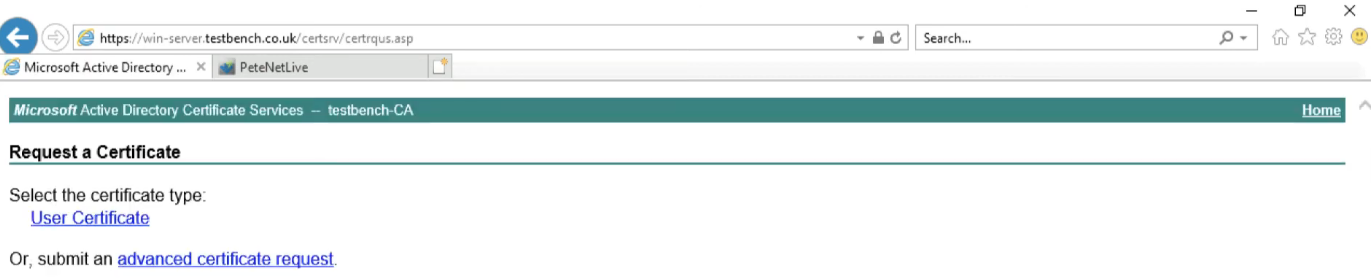 https://win-server.testbench.co.uk/certsrv/certrqus.asp
Search...
Microsoft Active Directory ...
PeteNetLive
Microsoft Active Directory Certificate Services -- testbench-CA
Home
Request a Certificate
Select the certificate type:
User Certificate
Or, submit an advanced certificate request.